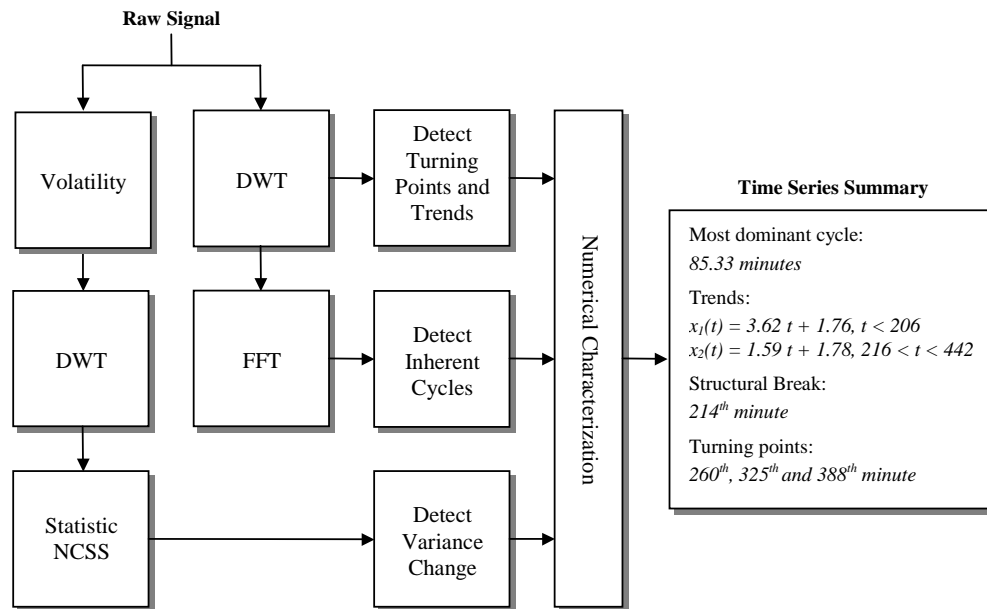 Raw Signal
Volatility
DWT
Detect
Turning
Points and
Trends
DWT
FFT
Detect
Inherent
Cycles
Statistic
NCSS
Detect
Variance
Change
Numerical Characterization
Time Series Summary
Most dominant cycle:
85.33 minutes
Trends:
x₁(t) = 3.62 t + 1.76, t < 206
x₂(t) = 1.59 t + 1.78, 216 < t < 442
Structural Break:
214th minute
Turning points:
260th, 325th and 388th minute